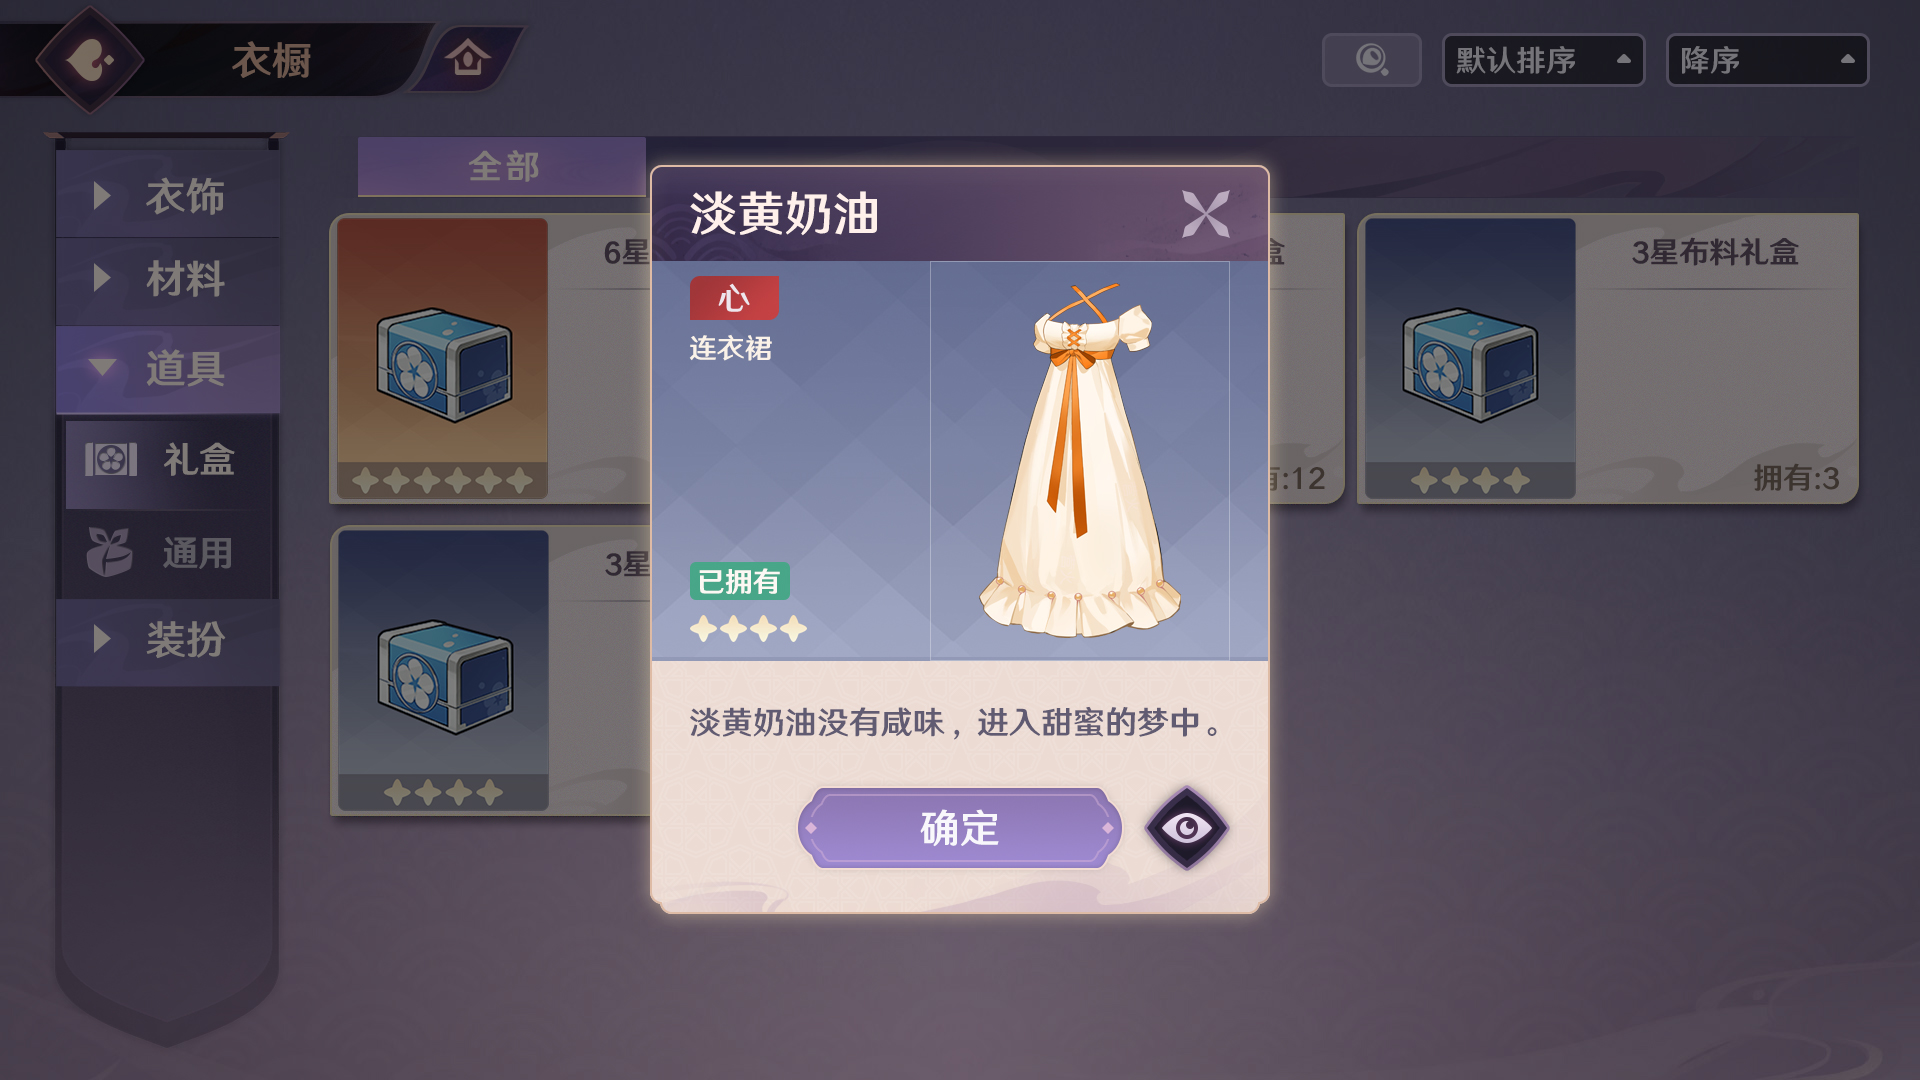 衣橱
默认排序
降序
衣饰
材料
道具
礼盒
通用
装扮
全部
6星
盒
有:12
3星布料礼盒
拥有:3
3星
淡黄奶油
心
连衣裙
已拥有
淡黄奶油没有咸味，进入甜蜜的梦中。
确定